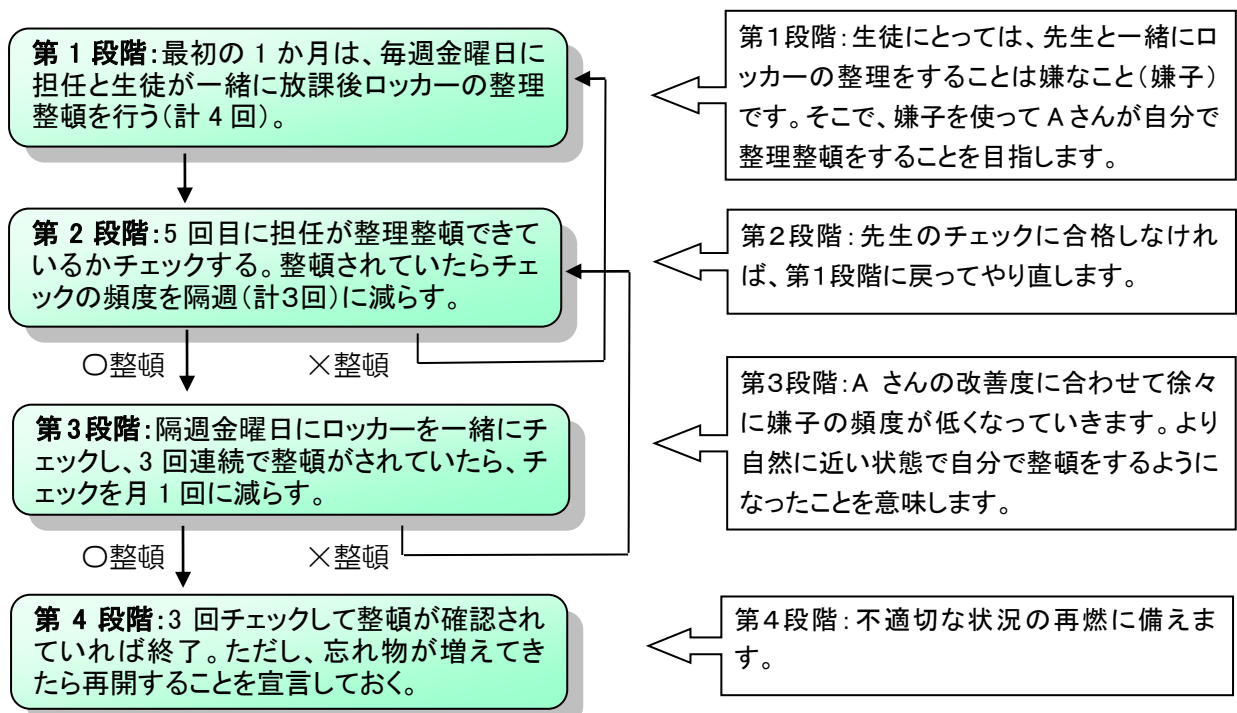 第 1 段階:最初の 1 か月は、毎週金曜日に
担任と生徒が一緒に放課後ロッカーの整理
整頓を行う(計 4 回)。
第1段階:生徒にとっては、先生と一緒にロ
ッカーの整理をすることは嫌なこと(嫌子)
です。そこで、嫌子を使って A さんが自分で
整理整頓をすることを目指します。
第 2 段階:5 回目に担任が整理整頓できて
いるかチェックする。整頓されていたらチェ
ックの頻度を隔週(計3回)に減らす。
第2段階:先生のチェックに合格しなけれ
ば、第1段階に戻ってやり直します。
〇整頓 ×整頓
第3段階:隔週金曜日にロッカーを一緒にチ
ェックし、3 回連続で整頓がされていたら、チ
ェックを月 1 回に減らす。
第3段階:A さんの改善度に合わせて徐々
に嫌子の頻度が低くなっていきます。より
自然に近い状態で自分で整頓をするように
なったことを意味します。
〇整頓 ×整頓
第 4 段階:3 回チェックして整頓が確認され
ていれば終了。ただし、忘れ物が増えてき
たら再開することを宣言しておく。
第4段階:不適切な状況の再燃に備えま
す。